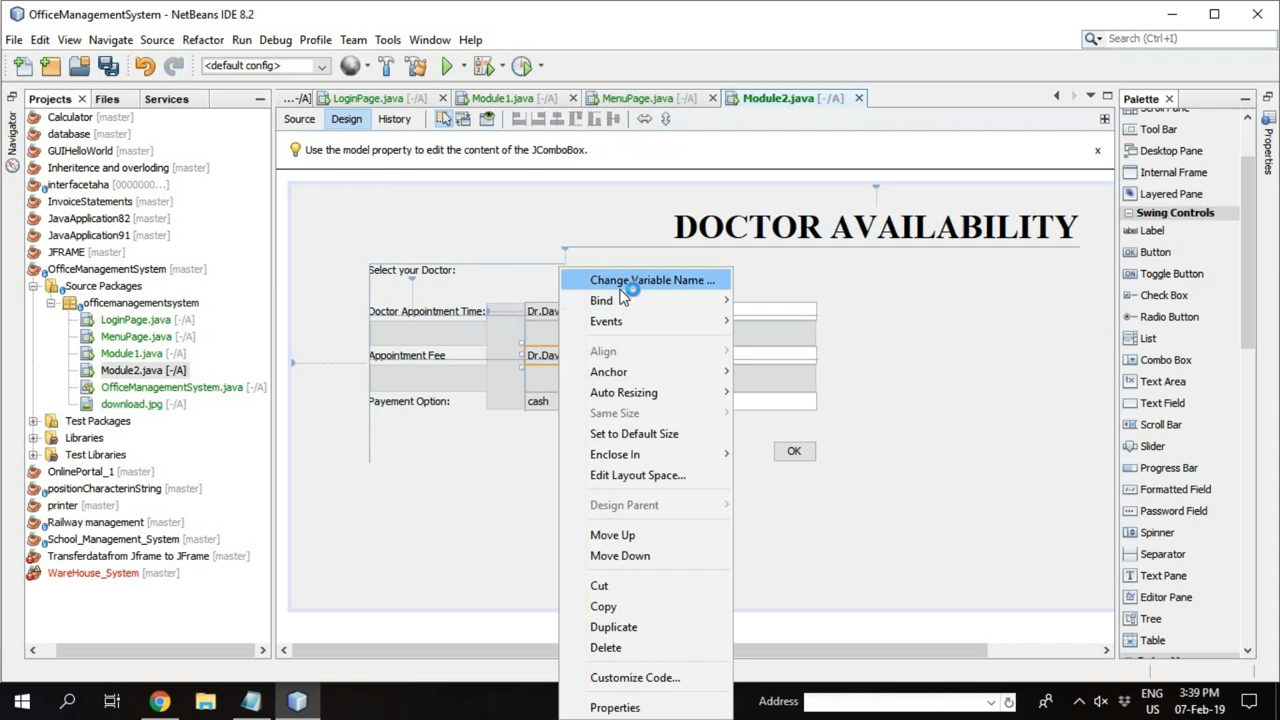 OfficeManagementSystem - NetBeans IDE 8.2
File Edit View Navigate Source Refactor Run Debug Profile Team Tools Window Help
Search (Ctrl+I)
<default config>
Projects Files Services
...-/A] LoginPage.java [-/A] Module1.java [-/A] MenuPage.java [-/A] Module2.java [-/A]
Palette
Source Design History
Use the model property to edit the content of the JComboBox.
x
Navigator
Properties
Calculator [master]
database [master]
GUIHelloWorld [master]
Inheritence and overloding [master]
interfacetaha [0000000...]
InvoiceStatements [master]
JavaApplication82 [master]
JavaApplication91 [master]
JFRAME [master]
OfficeManagementSystem [master]
Source Packages
officemanagementsystem
LoginPage.java [-/A]
MenuPage.java [-/A]
Module1.java [-/A]
Module2.java [-/A]
OfficeManagementSystem.java [-/A]
download.jpg [-/A]
Test Packages
Libraries
Test Libraries
OnlinePortal_1 [master]
positionCharacterinString [master]
printer [master]
Railway management [master]
School_Management_System [master]
Transferdatafrom Jframe to JFrame [master]
WareHouse_System [master]
DOCTOR AVAILABILITY
Select your Doctor:
Doctor Appointment Time: Dr.Dav
Appointment Fee Dr.Dav
Payement Option: cash
OK
Change Variable Name ...
Bind
Events
Align
Anchor
Auto Resizing
Same Size
Set to Default Size
Enclose In
Edit Layout Space...
Design Parent
Move Up
Move Down
Cut
Copy
Duplicate
Delete
Customize Code...
Properties
Tool Bar
Desktop Pane
Internal Frame
Layered Pane
Swing Controls
Label
Button
Toggle Button
Check Box
Radio Button
List
Combo Box
Text Area
Text Field
Scroll Bar
Slider
Progress Bar
Formatted Field
Password Field
Spinner
Separator
Text Pane
Editor Pane
Tree
Table
Address
ENG
US
3:39 PM
07-Feb-19